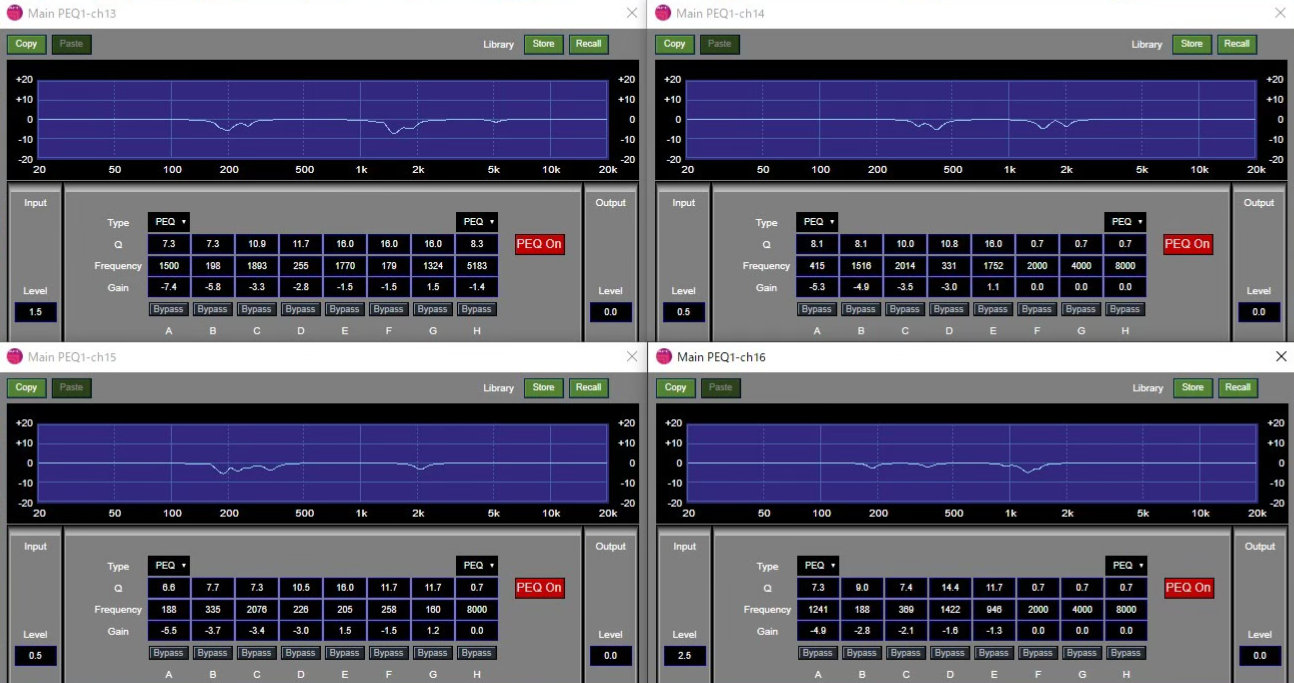 Main PEQ1-ch13
Copy Paste Library Store Recall
+20 +20
+10 +10
0 0
-10 -10
-20 -20
20 50 100 200 500 1k 2k 5k 10k 20k
Input Output
Type PEQ PEQ
Q 7.3 7.3 10.9 11.7 16.0 16.0 16.0 8.3 PEQ On
Frequency 1500 198 1893 255 1770 179 1324 5183
Level Gain -7.4 -5.8 -3.3 -2.8 -1.5 -1.5 1.5 -1.4 Level
1.5 Bypass Bypass Bypass Bypass Bypass Bypass Bypass Bypass 0.0
A B C D E F G H
Main PEQ1-ch14
Copy Paste Library Store Recall
+20 +20
+10 +10
0 0
-10 -10
-20 -20
20 50 100 200 500 1k 2k 5k 10k 20k
Input Output
Type PEQ PEQ
Q 8.1 8.1 10.0 10.8 16.0 0.7 0.7 0.7 PEQ On
Frequency 415 1516 2014 331 1752 2000 4000 8000
Level Gain -5.3 -4.9 -3.5 -3.0 1.1 0.0 0.0 0.0 Level
0.5 Bypass Bypass Bypass Bypass Bypass Bypass Bypass Bypass 0.0
A B C D E F G H
Main PEQ1-ch15
Copy Paste Library Store Recall
+20 +20
+10 +10
0 0
-10 -10
-20 -20
20 50 100 200 500 1k 2k 5k 10k 20k
Input Output
Type PEQ PEQ
Q 6.6 7.7 7.3 10.5 16.0 11.7 11.7 0.7 PEQ On
Frequency 188 335 2076 226 205 258 160 8000
Level Gain -5.5 -3.7 -3.4 -3.0 1.5 -1.5 1.2 0.0 Level
0.5 Bypass Bypass Bypass Bypass Bypass Bypass Bypass Bypass 0.0
A B C D E F G H
Main PEQ1-ch16
Copy Paste Library Store Recall
+20 +20
+10 +10
0 0
-10 -10
-20 -20
20 50 100 200 500 1k 2k 5k 10k 20k
Input Output
Type PEQ PEQ
Q 7.3 9.0 7.4 14.4 11.7 0.7 0.7 0.7 PEQ On
Frequency 1241 188 369 1422 946 2000 4000 8000
Level Gain -4.9 -2.8 -2.1 -1.6 -1.3 0.0 0.0 0.0 Level
2.5 Bypass Bypass Bypass Bypass Bypass Bypass Bypass Bypass 0.0
A B C D E F G H